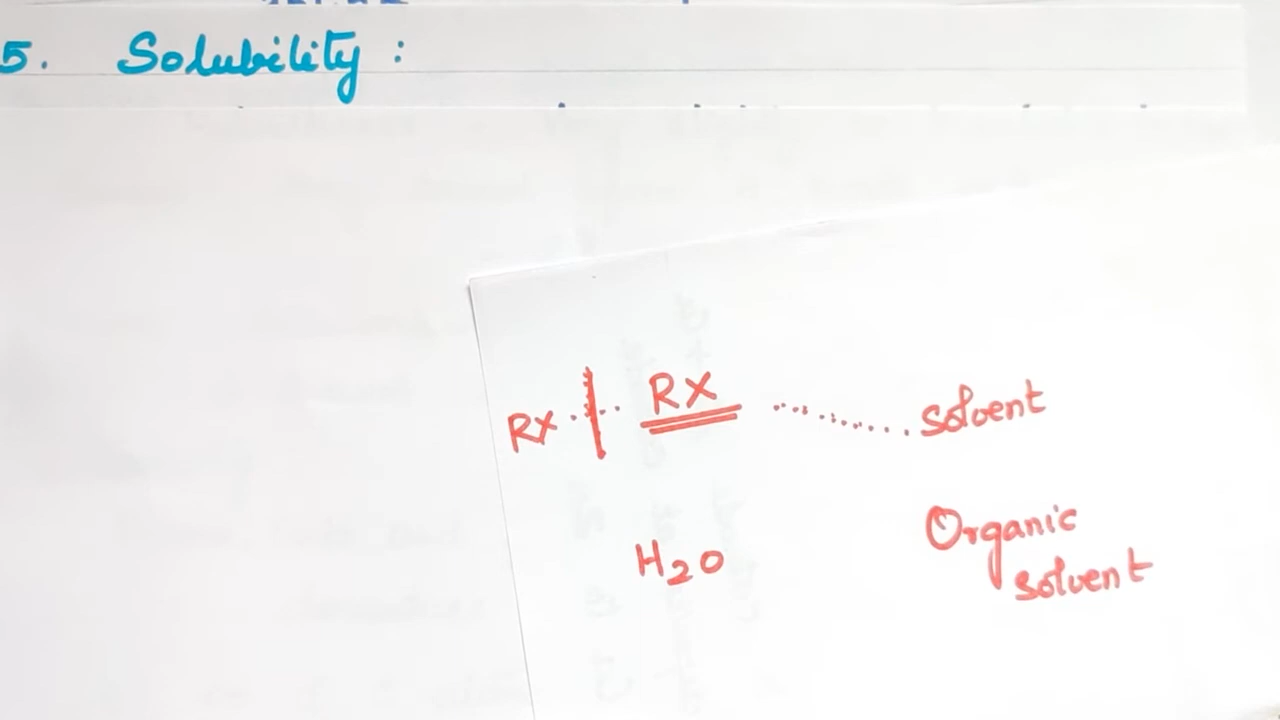 5. Solubility :
RX ..... RX ........... solvent
H2O
Organic
solvent